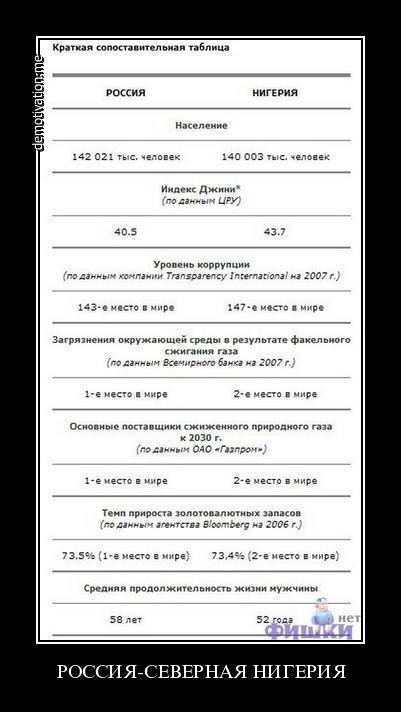 Краткая сопоставительная таблица
РОССИЯ НИГЕРИЯ
Население
142 021 тыс. человек 140 003 тыс. человек
Индекс Джини*
(по данным ЦРУ)
40.5 43.7
Уровень коррупции
(по данным компании Transparency International на 2007 г.)
143-е место в мире 147-е место в мире
Загрязнения окружающей среды в результате факельного
сжигания газа
(по данным Всемирного банка на 2007 г.)
1-е место в мире 2-е место в мире
Основные поставщики сжиженного природного газа
к 2030 г.
(по данным ОАО «Газпром»)
1-е место в мире 2-е место в мире
Темп прироста золотовалютных запасов
(по данным агентства Bloomberg на 2006 г.)
73,5% (1-е место в мире) 73,4% (2-е место в мире)
Средняя продолжительность жизни мужчины
58 лет 52 года
фишки нет
РОССИЯ-СЕВЕРНАЯ НИГЕРИЯ
demotivation.me